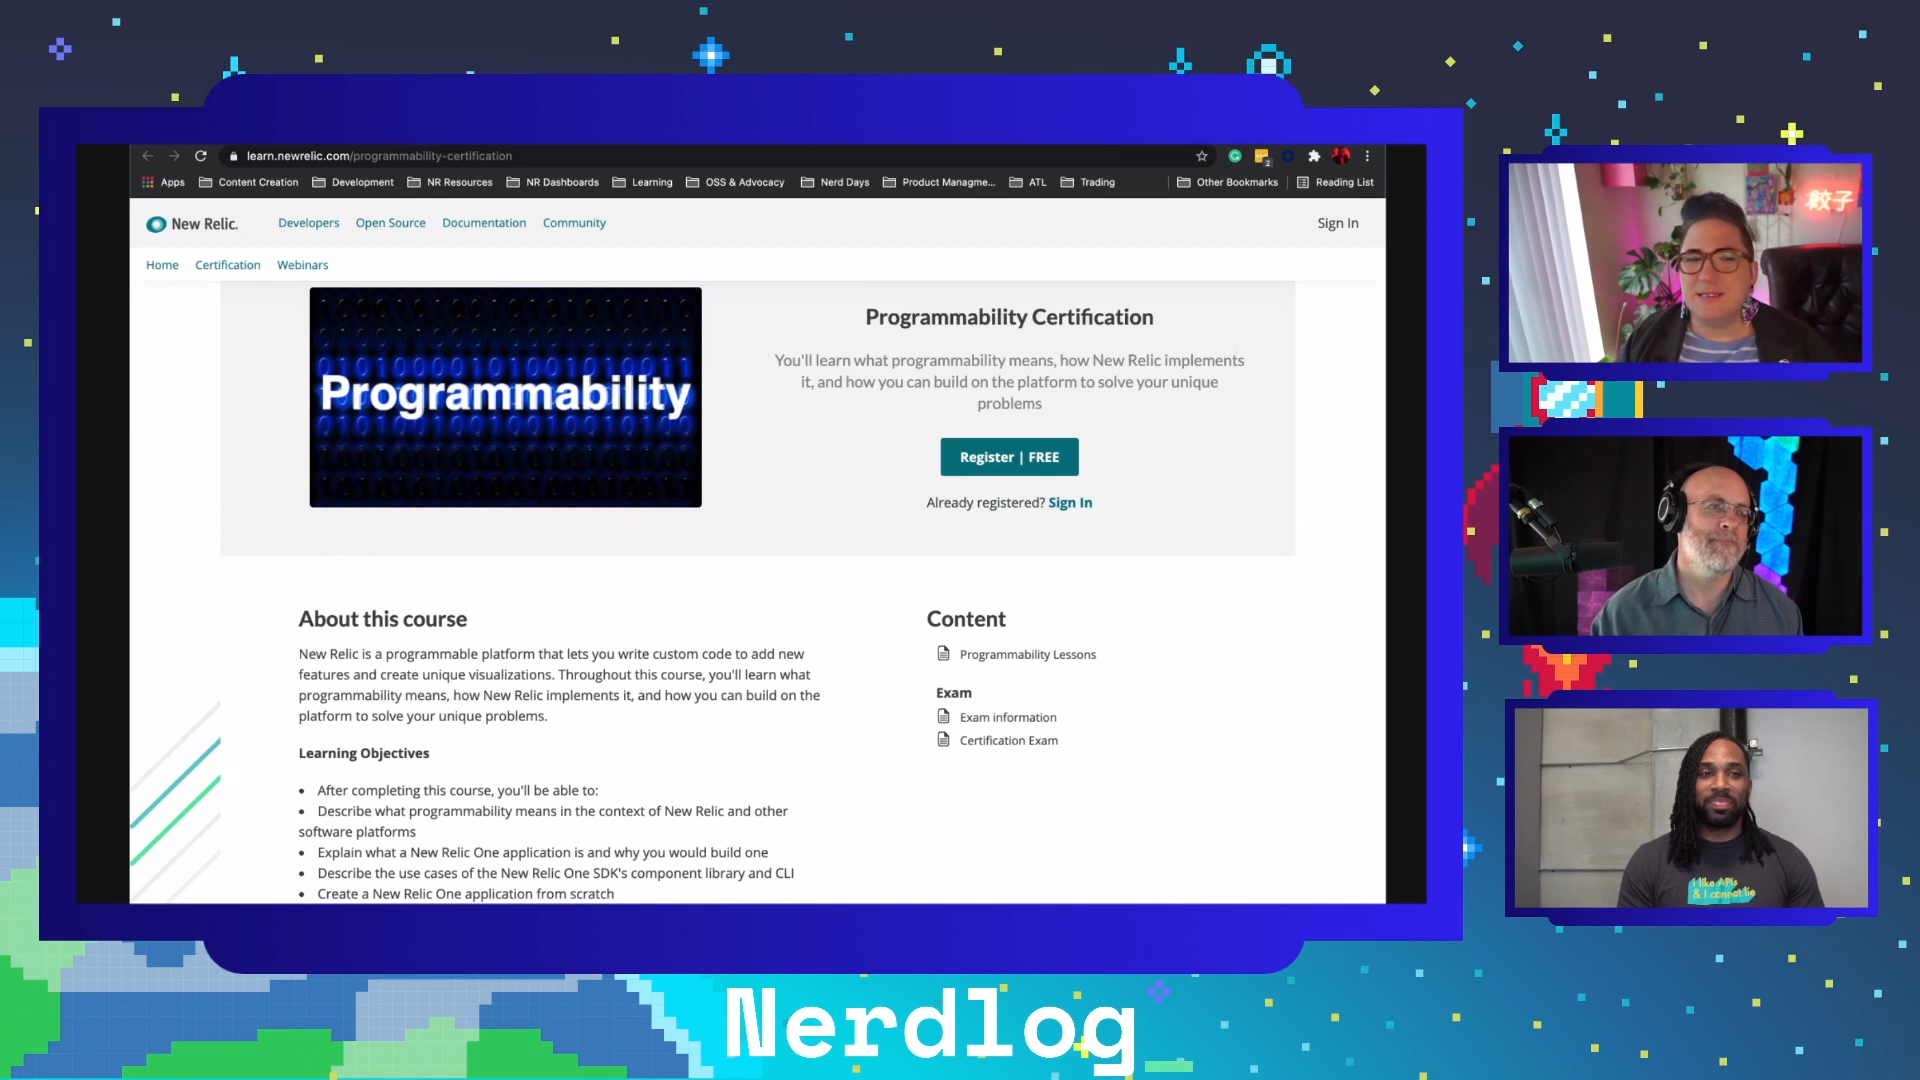 learn.newrelic.com/programmability-certification
Apps
Content Creation
Development
NR Resources
NR Dashboards
Learning
OSS & Advocacy
Nerd Days
Product Managme...
ATL
Trading
Other Bookmarks
Reading List
New Relic.
Developers
Open Source
Documentation
Community
Sign In
Home
Certification
Webinars
Programmability
Programmability Certification
You'll learn what programmability means, how New Relic implements
it, and how you can build on the platform to solve your unique
problems
Register | FREE
Already registered? Sign In
About this course
New Relic is a programmable platform that lets you write custom code to add new
features and create unique visualizations. Throughout this course, you'll learn what
programmability means, how New Relic implements it, and how you can build on the
platform to solve your unique problems.
Learning Objectives
• After completing this course, you'll be able to:
• Describe what programmability means in the context of New Relic and other
software platforms
• Explain what a New Relic One application is and why you would build one
• Describe the use cases of the New Relic One SDK's component library and CLI
• Create a New Relic One application from scratch
Content
Programmability Lessons
Exam
Exam information
Certification Exam
餃子
I like APIs
& I cannot lie
Nerdlog